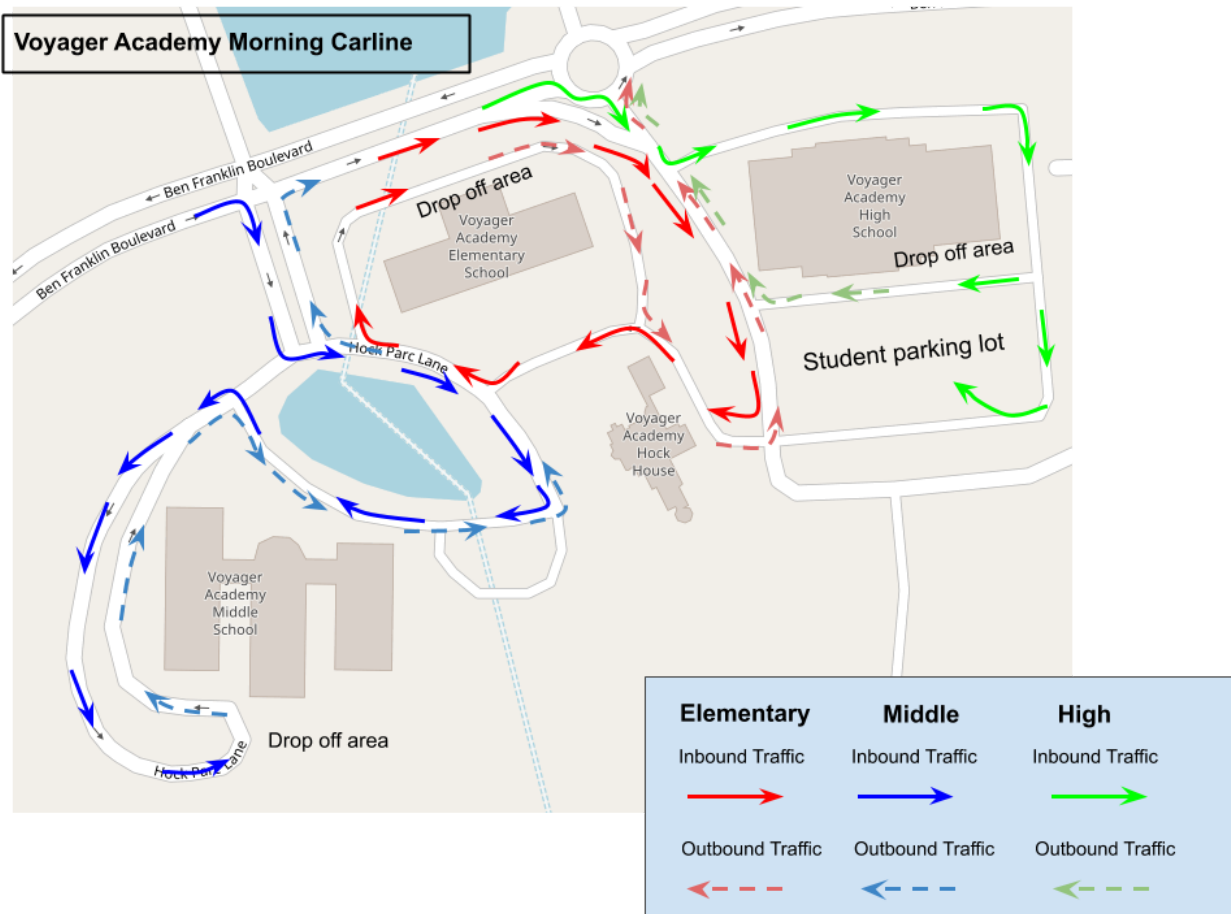 Voyager Academy Morning Carline
Ben Franklin Boulevard
Ben Franklin Boulevard
Drop off area
Voyager
Academy
Elementary
School
Voyager
Academy
High
School
Drop off area
Student parking lot
Hock Parc Lane
Voyager
Academy
Hock
House
Voyager
Academy
Middle
School
Drop off area
Hock Parc Lane
Elementary Middle High
Inbound Traffic Inbound Traffic Inbound Traffic
Outbound Traffic Outbound Traffic Outbound Traffic